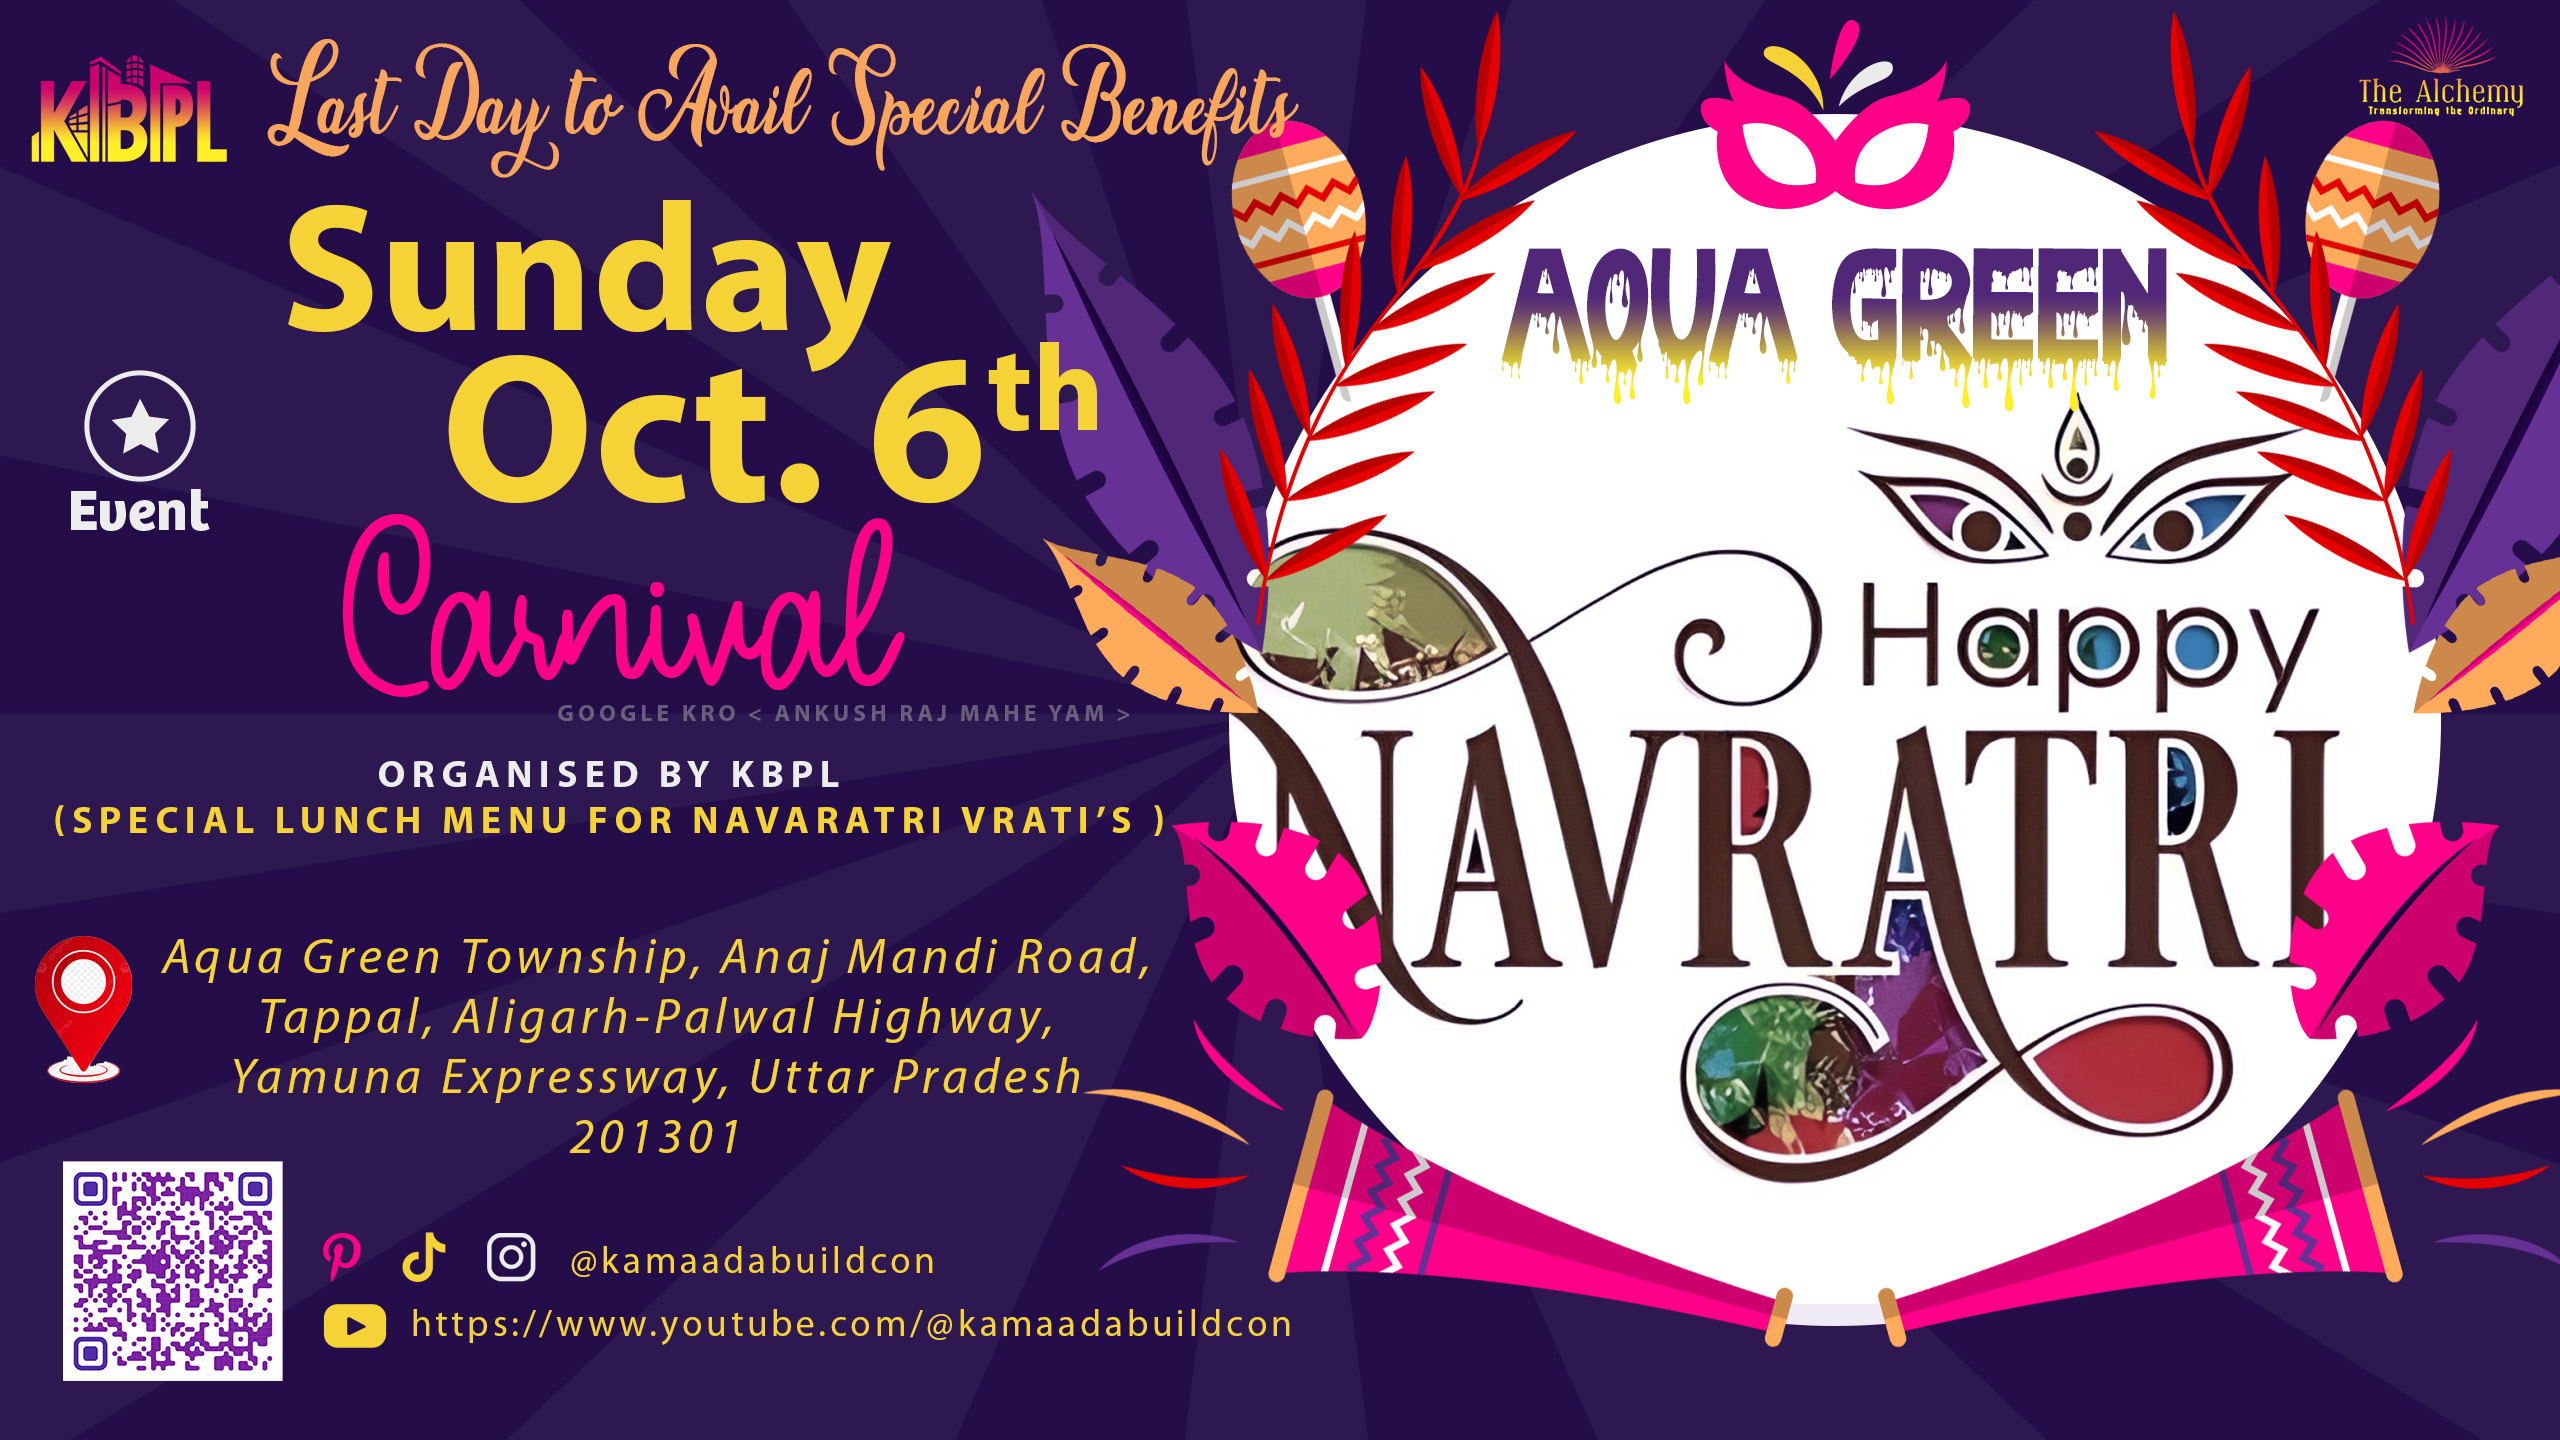 KBPL
Last Day to Avail Special Benefits
The Alchemy
Transforming the Ordinary
Sunday
Oct. 6th
Event
Carnival
GOOGLE KRO < ANKUSH RAJ MAHE YAM >
ORGANISED BY KBPL
(SPECIAL LUNCH MENU FOR NAVARATRI VRATI’S )
Aqua Green Township, Anaj Mandi Road,
Tappal, Aligarh-Palwal Highway,
Yamuna Expressway, Uttar Pradesh
201301
@kamaadabuildcon
https://www.youtube.com/@kamaadabuildcon
AQUA GREEN
Happy
NAVRATRI